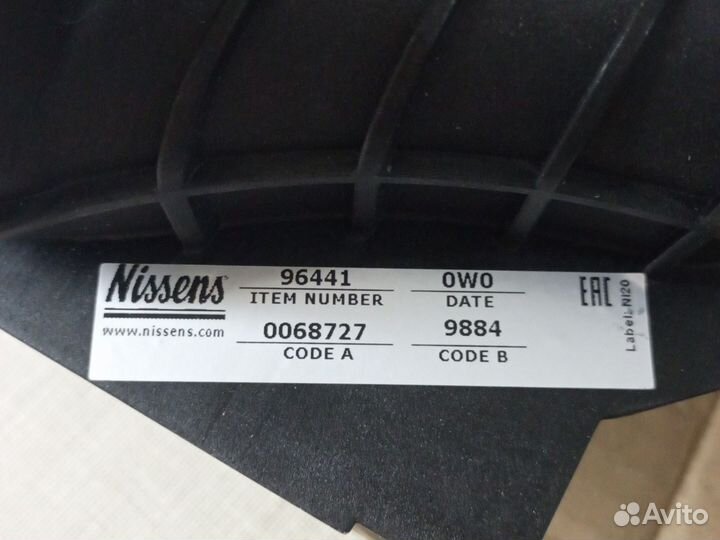 Nissens
www.nissens.com
96441
ITEM NUMBER
0W0
DATE
0068727
CODE A
9884
CODE B
EAC
Label: NI20
Avito